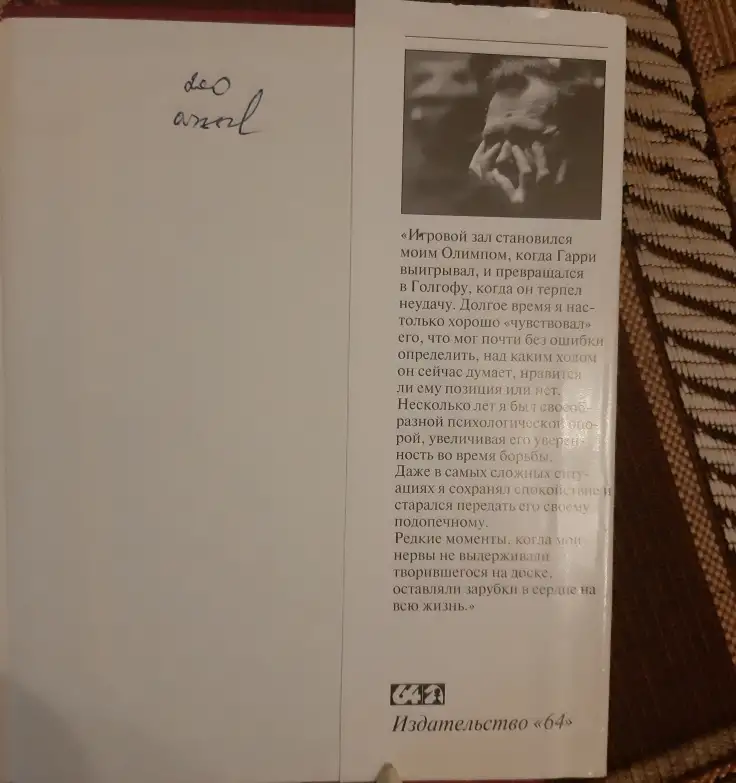 «Игровой зал становился
моим Олимпом, когда Гарри
выигрывал, и превращался
в Голгофу, когда он терпел
неудачу. Долгое время я нас-
только хорошо «чувствовал»
его, что мог почти без ошибки
определить, над каким ходом
он сейчас думает, нравится
ли ему позиция или нет.
Несколько лет я был своеоб-
разной психологической опо-
рой, увеличивая его уверен-
ность во время борьбы.
Даже в самых сложных ситу-
ациях я сохранял спокойствие и
старался передать его своему
подопечному.
Редкие моменты, когда мои
нервы не выдерживали
творившегося на доске,
оставляли зарубки в сердце на
всю жизнь.»
64
Издательство «64»